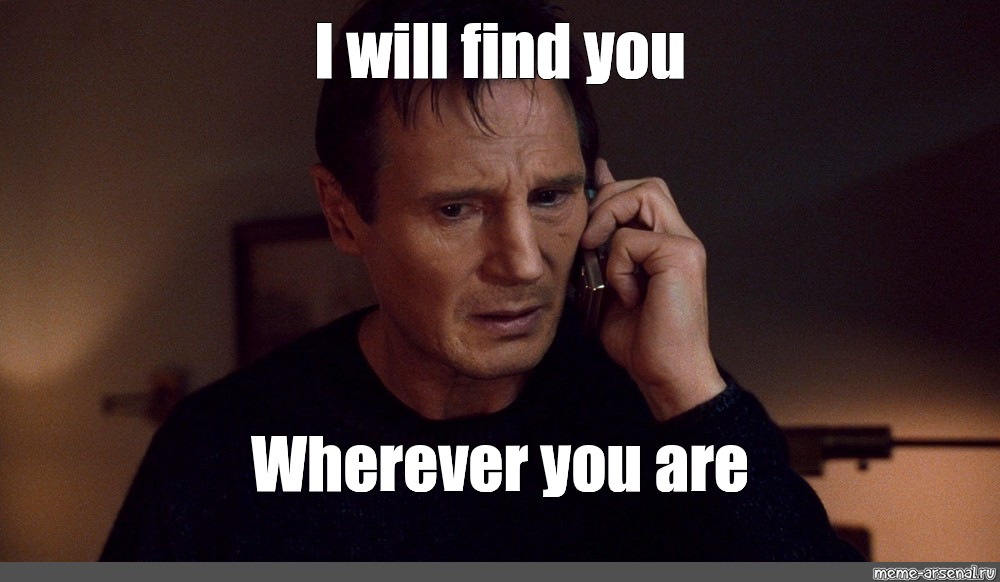 I will find you
Wherever you are
meme-arsenal.ru